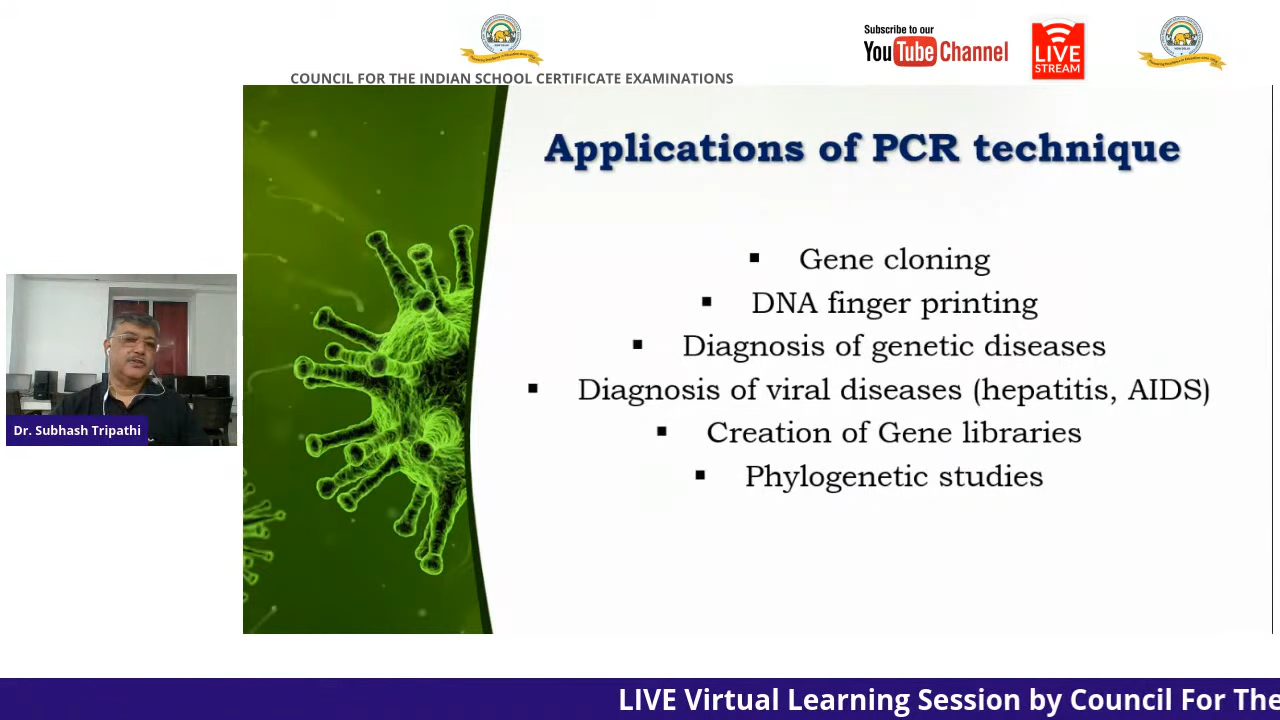 Subscribe to our
YouTube Channel
LIVE
STREAM
COUNCIL FOR THE INDIAN SCHOOL CERTIFICATE EXAMINATIONS
Applications of PCR technique
▪ Gene cloning
▪ DNA finger printing
▪ Diagnosis of genetic diseases
▪ Diagnosis of viral diseases (hepatitis, AIDS)
▪ Creation of Gene libraries
▪ Phylogenetic studies
Dr. Subhash Tripathi
LIVE Virtual Learning Session by Council For The